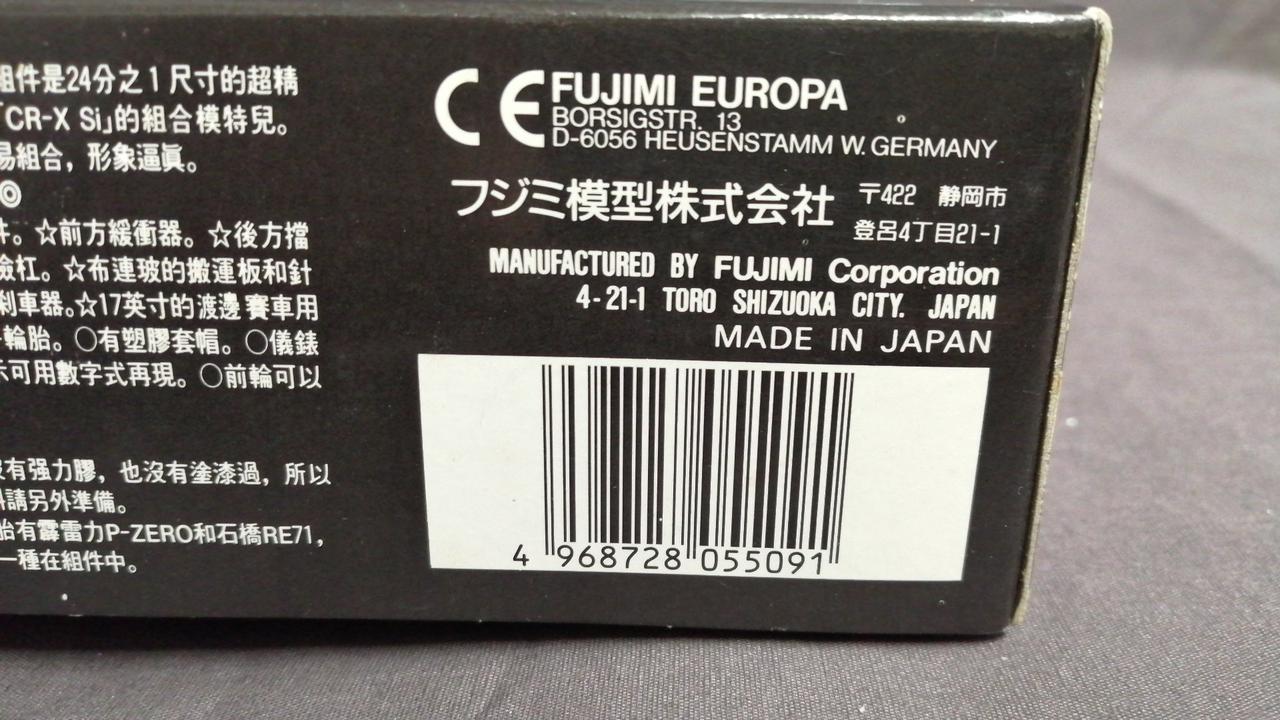 組件是24分之1尺寸的超精
「CR-X Si」的組合模特兒。
易組合，形象逼眞。
◎
件。☆前方緩衝器。☆後方擋
險杠。☆布連玻的搬運板和針
刹車器。☆17英寸的渡邊賽車用
輪胎。○有塑膠套帽。○儀錶
示可用數字式再現。○前輪可以
沒有强力膠，也沒有塗漆過，所以
料請另外準備。
胎有霹雷力P-ZERO和石橋RE71，
一種在組件中。
CE FUJIMI EUROPA
BORSIGSTR. 13
D-6056 HEUSENSTAMM W. GERMANY
フジミ模型株式会社 〒422 静岡市
登呂4丁目21-1
MANUFACTURED BY FUJIMI Corporation
4-21-1 TORO SHIZUOKA CITY. JAPAN
MADE IN JAPAN
4 968728 055091